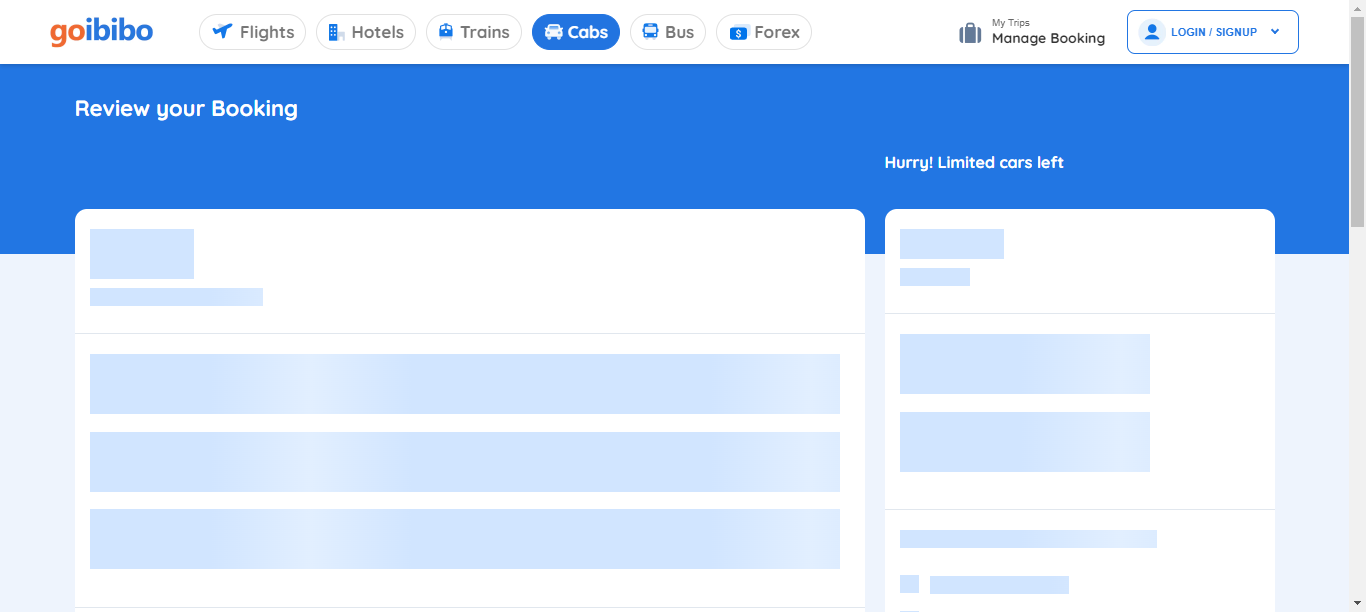 goibibo
Flights
Hotels
Trains
Cabs
Bus
$
Forex
My Trips
Manage Booking
LOGIN / SIGNUP
Review your Booking
Hurry! Limited cars left